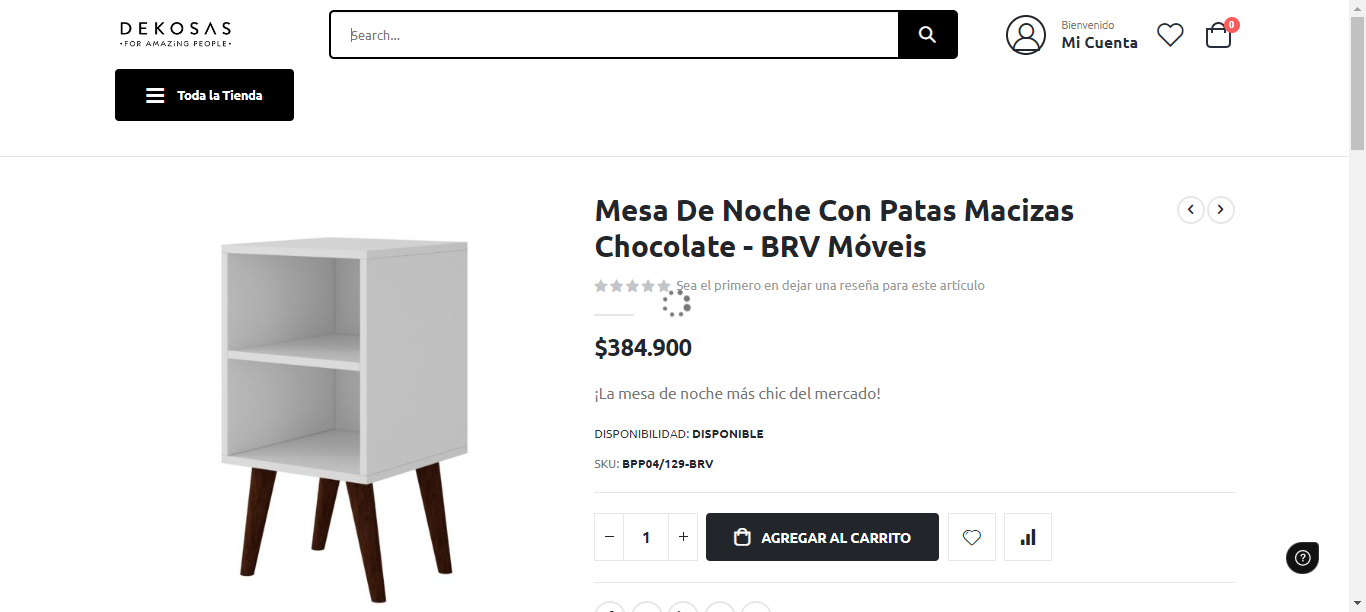 DEKOSAS
•FOR AMAZING PEOPLE•
Search...
Bienvenido
Mi Cuenta
0
Toda la Tienda
Mesa De Noche Con Patas Macizas
Chocolate - BRV Móveis
Sea el primero en dejar una reseña para este artículo
$384.900
¡La mesa de noche más chic del mercado!
DISPONIBILIDAD: DISPONIBLE
SKU: BPP04/129-BRV
− 1 +
AGREGAR AL CARRITO